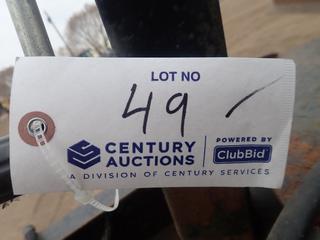 LOT NO
49
CENTURY AUCTIONS
POWERED BY
ClubBid
A DIVISION OF CENTURY SERVICES